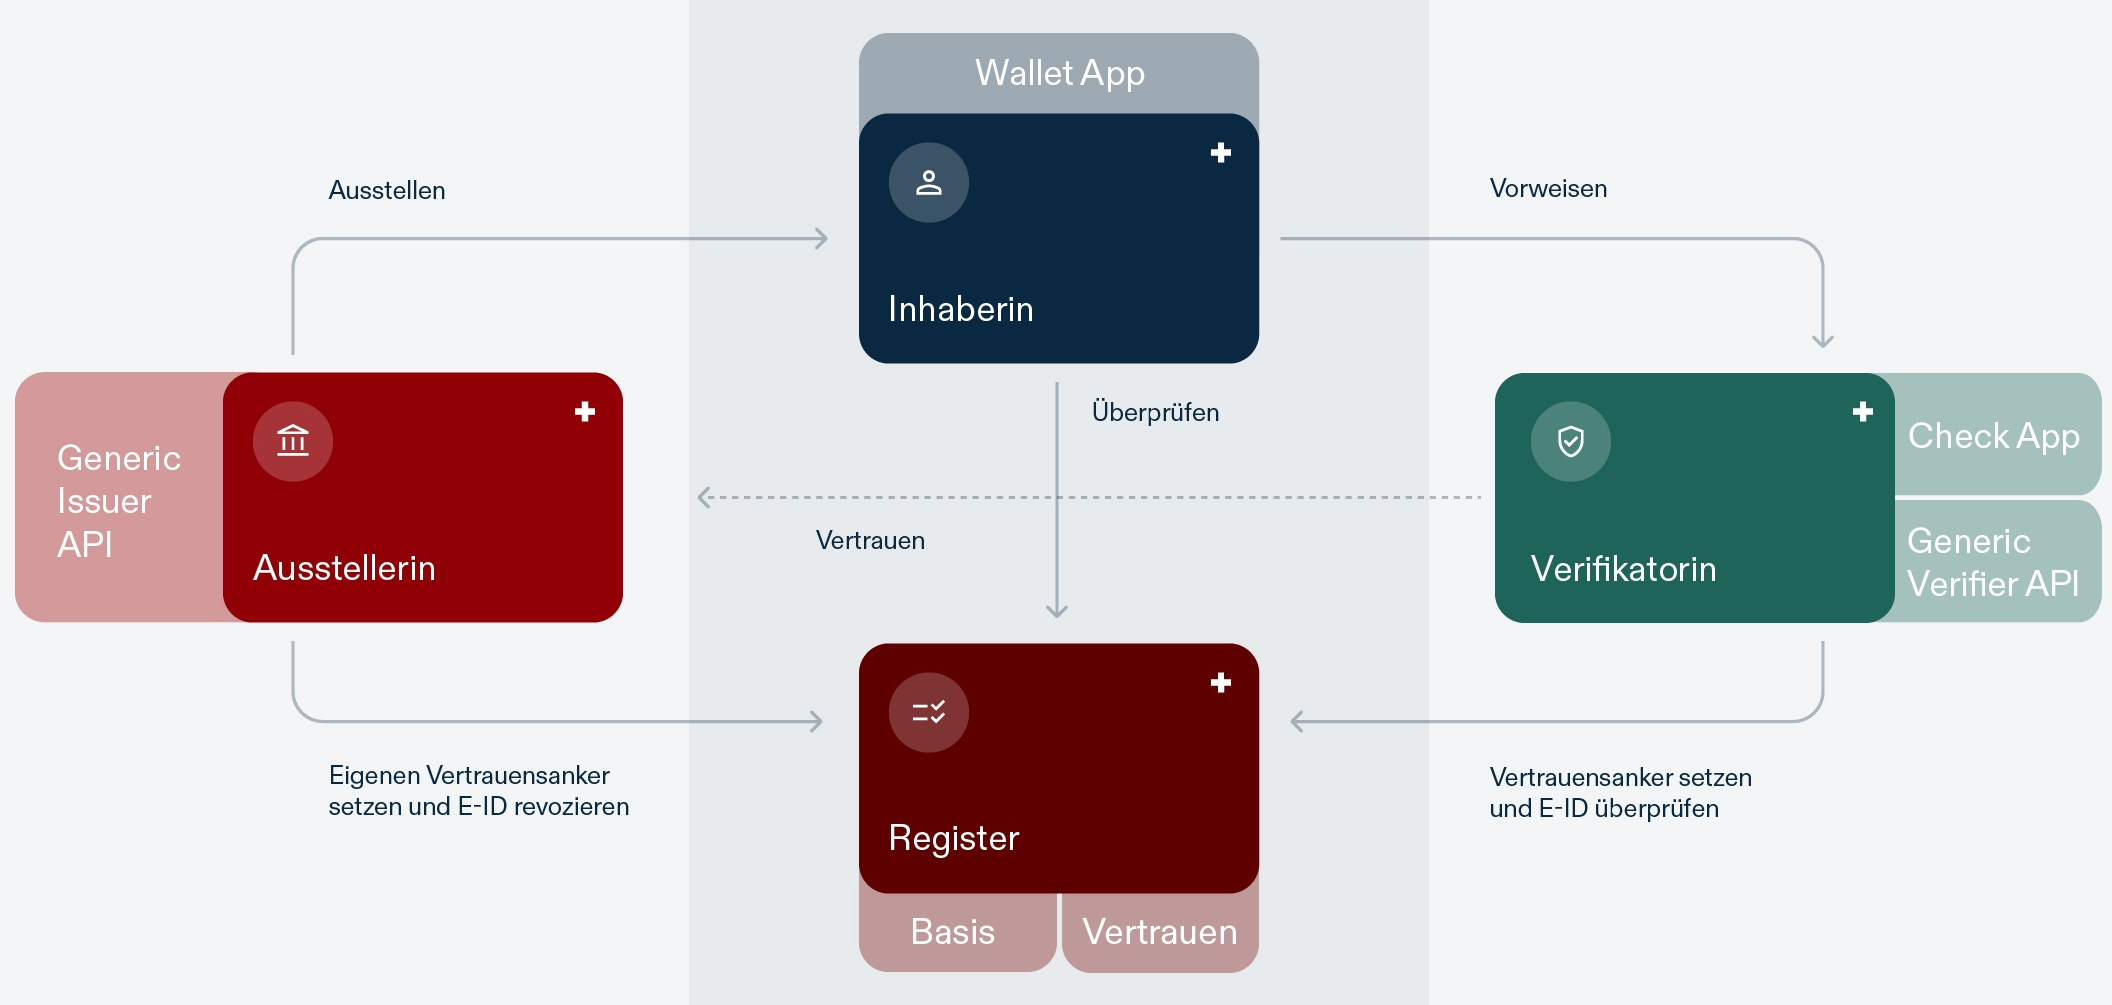 Wallet App
Inhaberin
Ausstellen
Vorweisen
Überprüfen
Generic
Issuer
API
Ausstellerin
Vertrauen
Verifikatorin
Check App
Generic
Verifier API
Eigenen Vertrauensanker
setzen und E-ID revozieren
Register
Basis
Vertrauen
Vertrauensanker setzen
und E-ID überprüfen